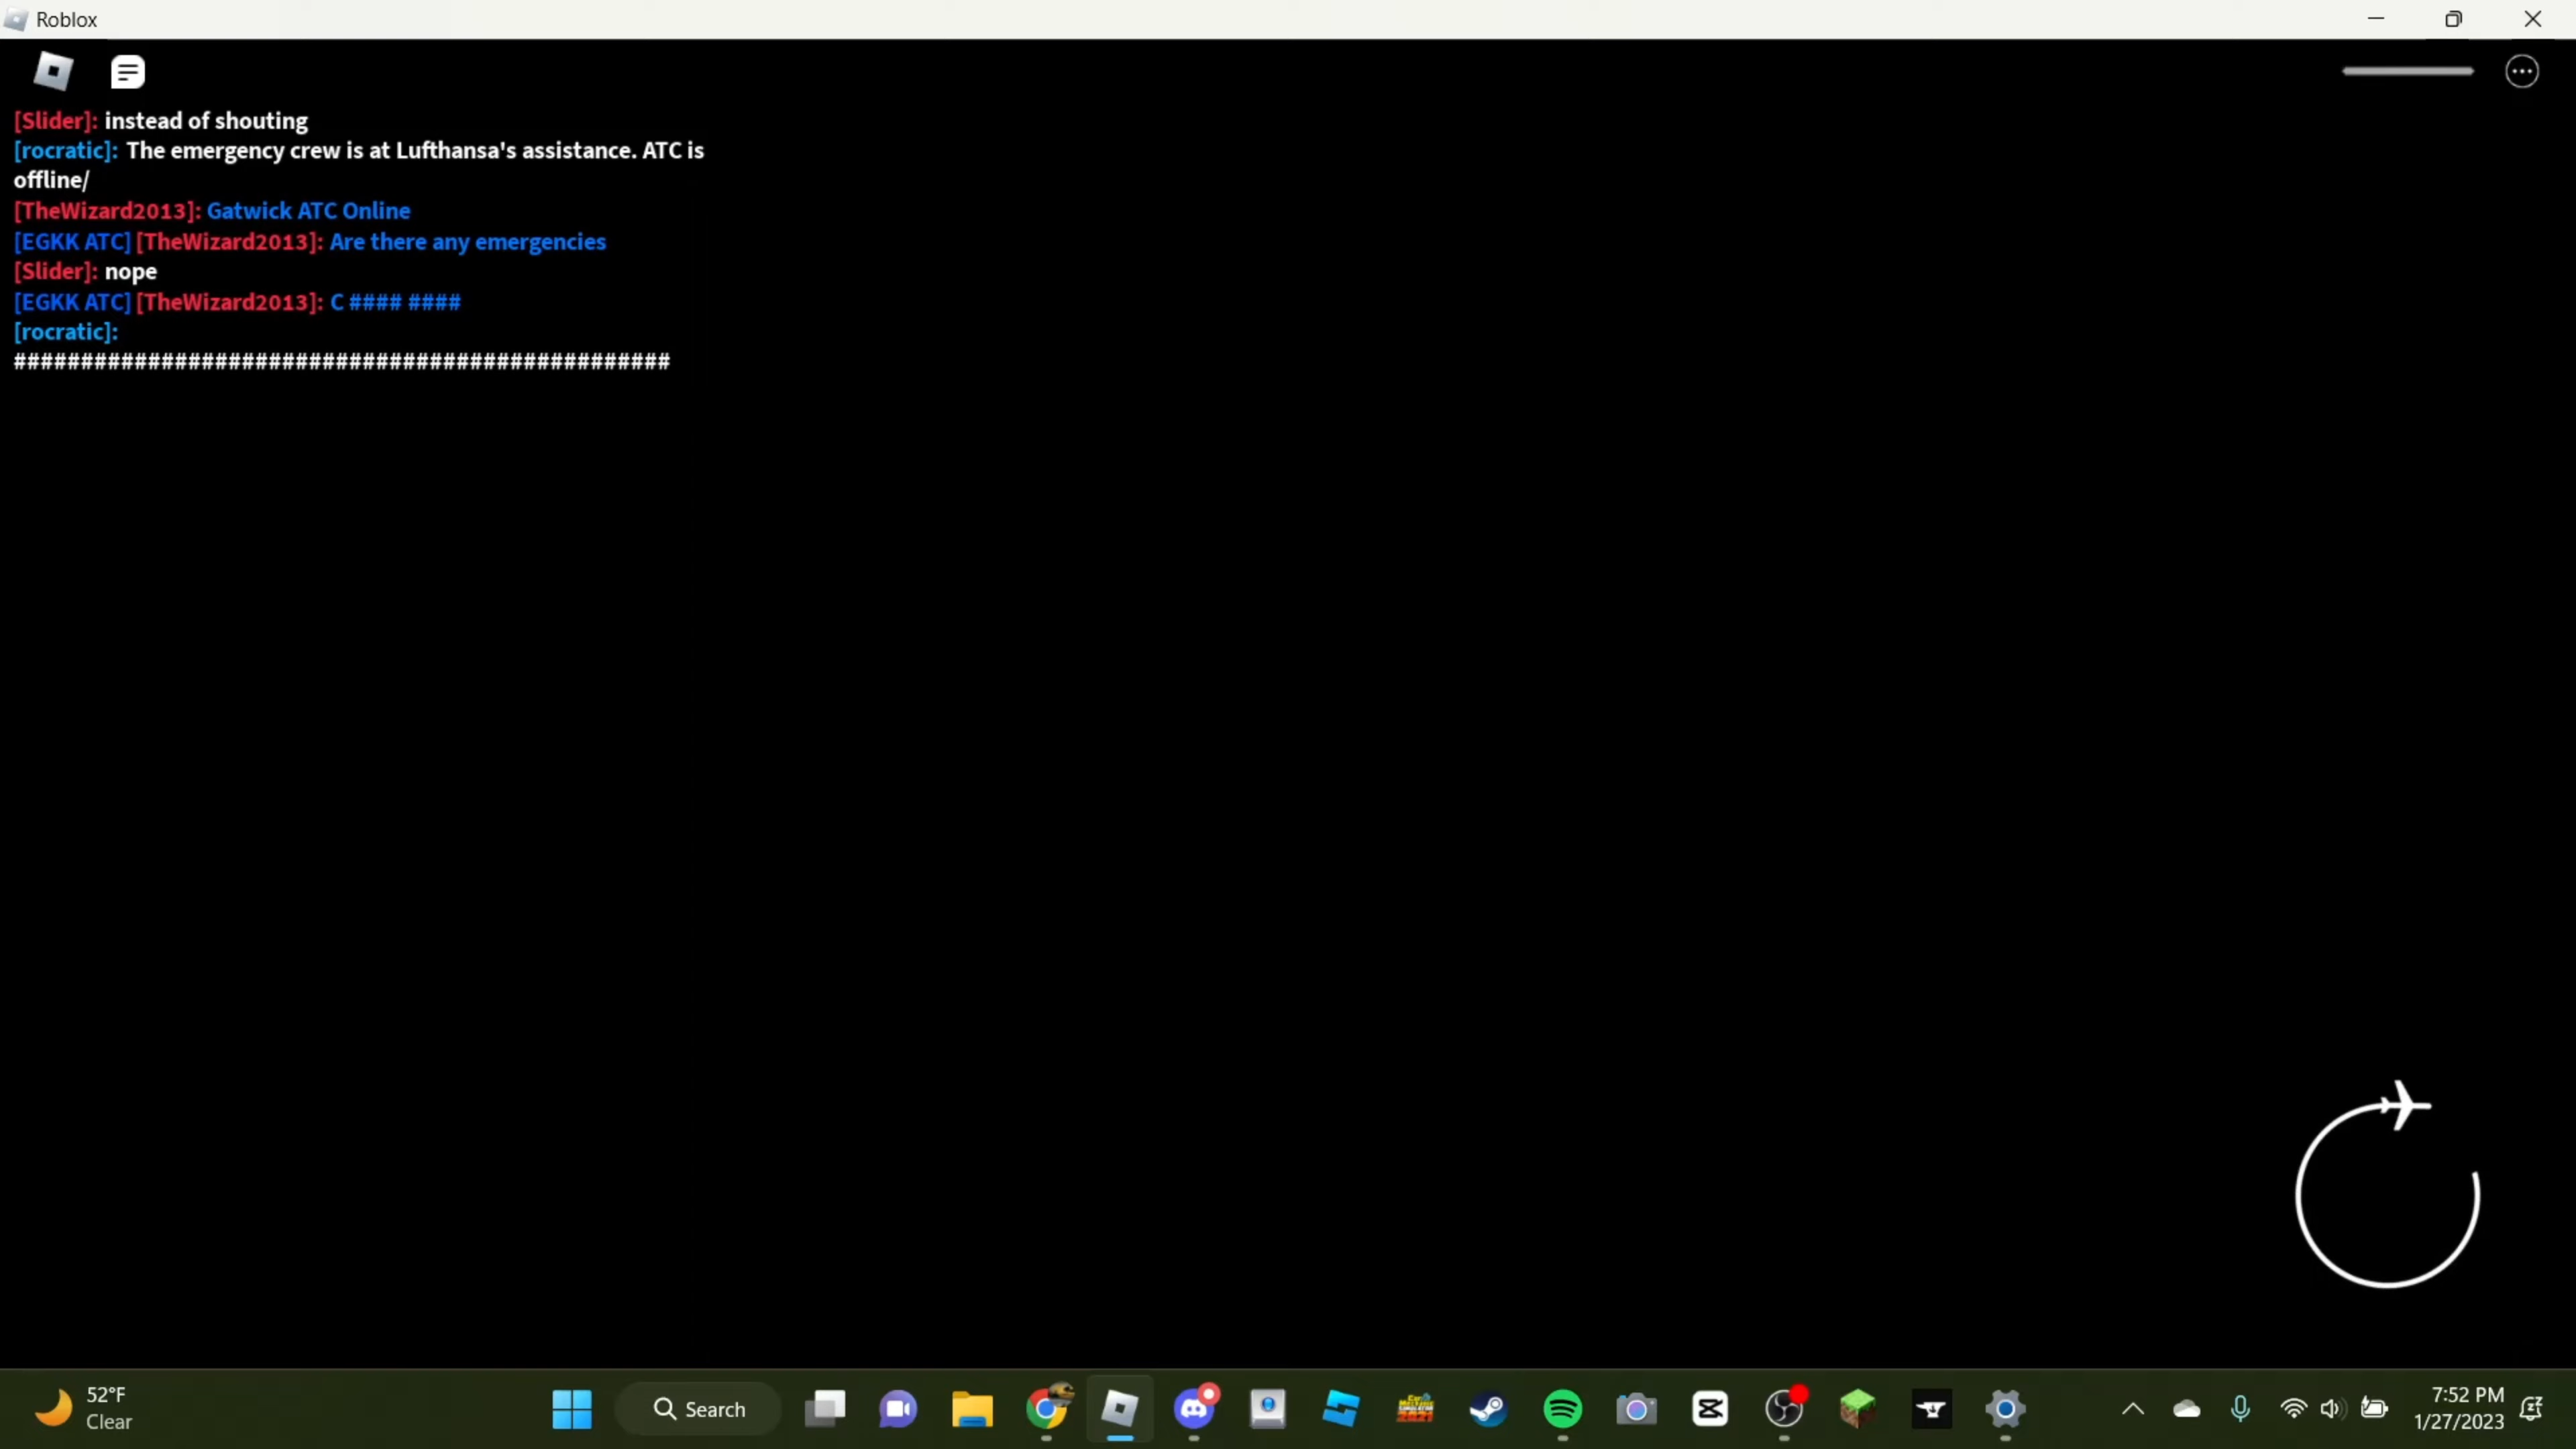 Roblox
[Slider]: instead of shouting
[rocratic]: The emergency crew is at Lufthansa's assistance. ATC is
offline/
[TheWizard2013]: Gatwick ATC Online
[EGKK ATC] [TheWizard2013]: Are there any emergencies
[Slider]: nope
[EGKK ATC] [TheWizard2013]: C #### ####
[rocratic]:
#################################################
52°F
Clear
Search
2021
7:52 PM
1/27/2023